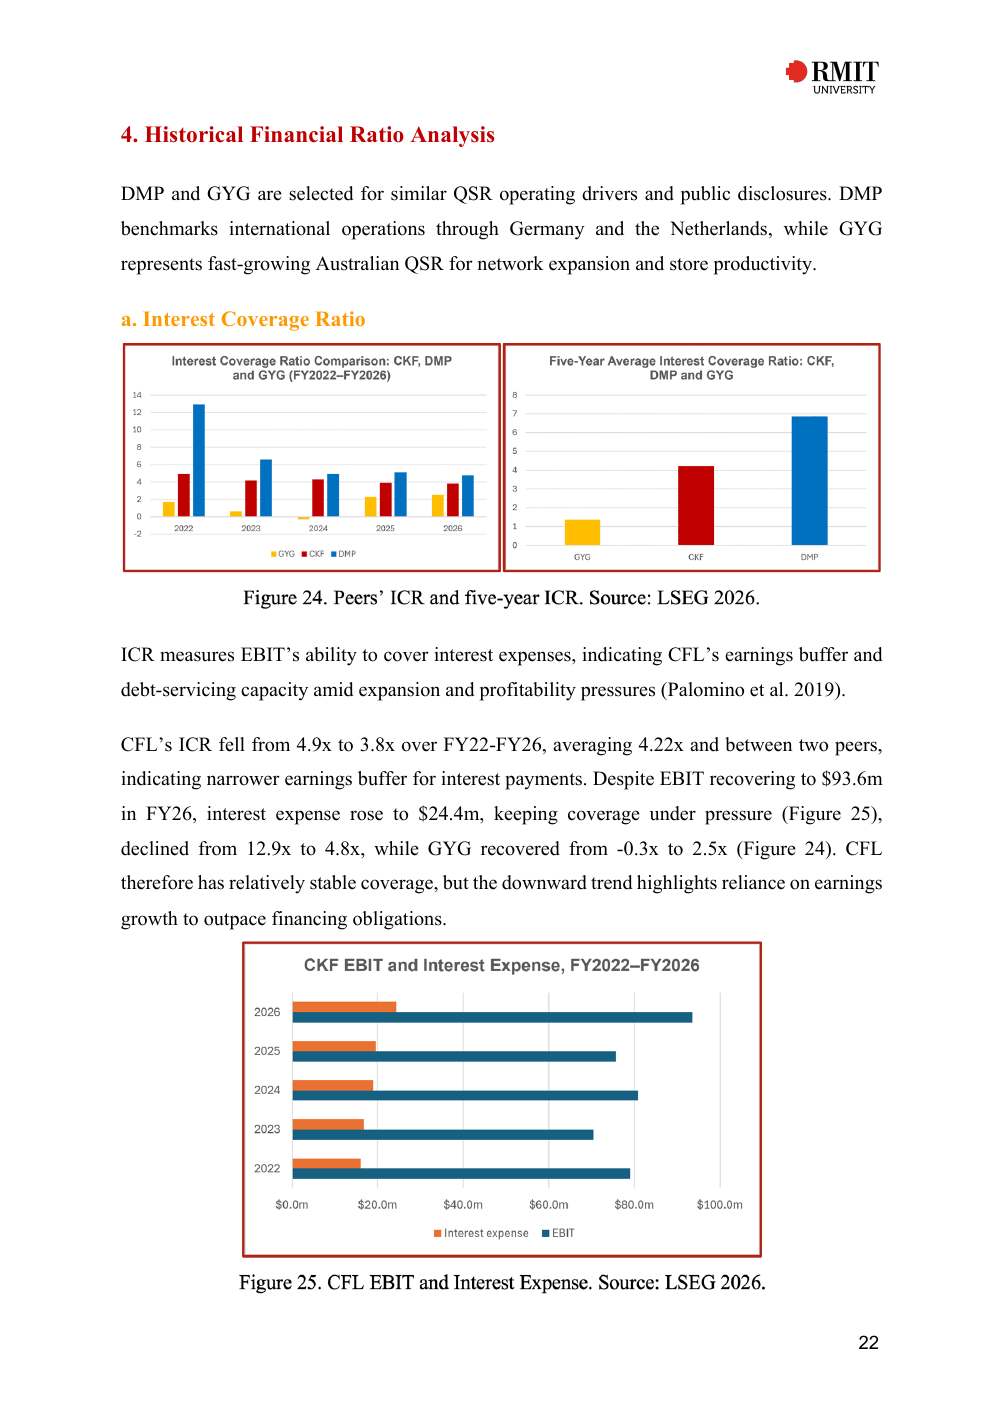 RMIT
UNIVERSITY
4. Historical Financial Ratio Analysis
DMP and GYG are selected for similar QSR operating drivers and public disclosures. DMP
benchmarks international operations through Germany and the Netherlands, while GYG
represents fast-growing Australian QSR for network expansion and store productivity.
a. Interest Coverage Ratio
Interest Coverage Ratio Comparison: CKF, DMP
and GYG (FY2022–FY2026)
14
12
10
8
6
4
2
0
-2
2022 2023 2024 2025 2026
GYG CKF DMP
Five-Year Average Interest Coverage Ratio: CKF,
DMP and GYG
8
7
6
5
4
3
2
1
0
GYG CKF DMP
Figure 24. Peers’ ICR and five-year ICR. Source: LSEG 2026.
ICR measures EBIT’s ability to cover interest expenses, indicating CFL’s earnings buffer and
debt-servicing capacity amid expansion and profitability pressures (Palomino et al. 2019).
CFL’s ICR fell from 4.9x to 3.8x over FY22-FY26, averaging 4.22x and between two peers,
indicating narrower earnings buffer for interest payments. Despite EBIT recovering to $93.6m
in FY26, interest expense rose to $24.4m, keeping coverage under pressure (Figure 25),
declined from 12.9x to 4.8x, while GYG recovered from -0.3x to 2.5x (Figure 24). CFL
therefore has relatively stable coverage, but the downward trend highlights reliance on earnings
growth to outpace financing obligations.
CKF EBIT and Interest Expense, FY2022–FY2026
2026
2025
2024
2023
2022
$0.0m $20.0m $40.0m $60.0m $80.0m $100.0m
Interest expense EBIT
Figure 25. CFL EBIT and Interest Expense. Source: LSEG 2026.
22